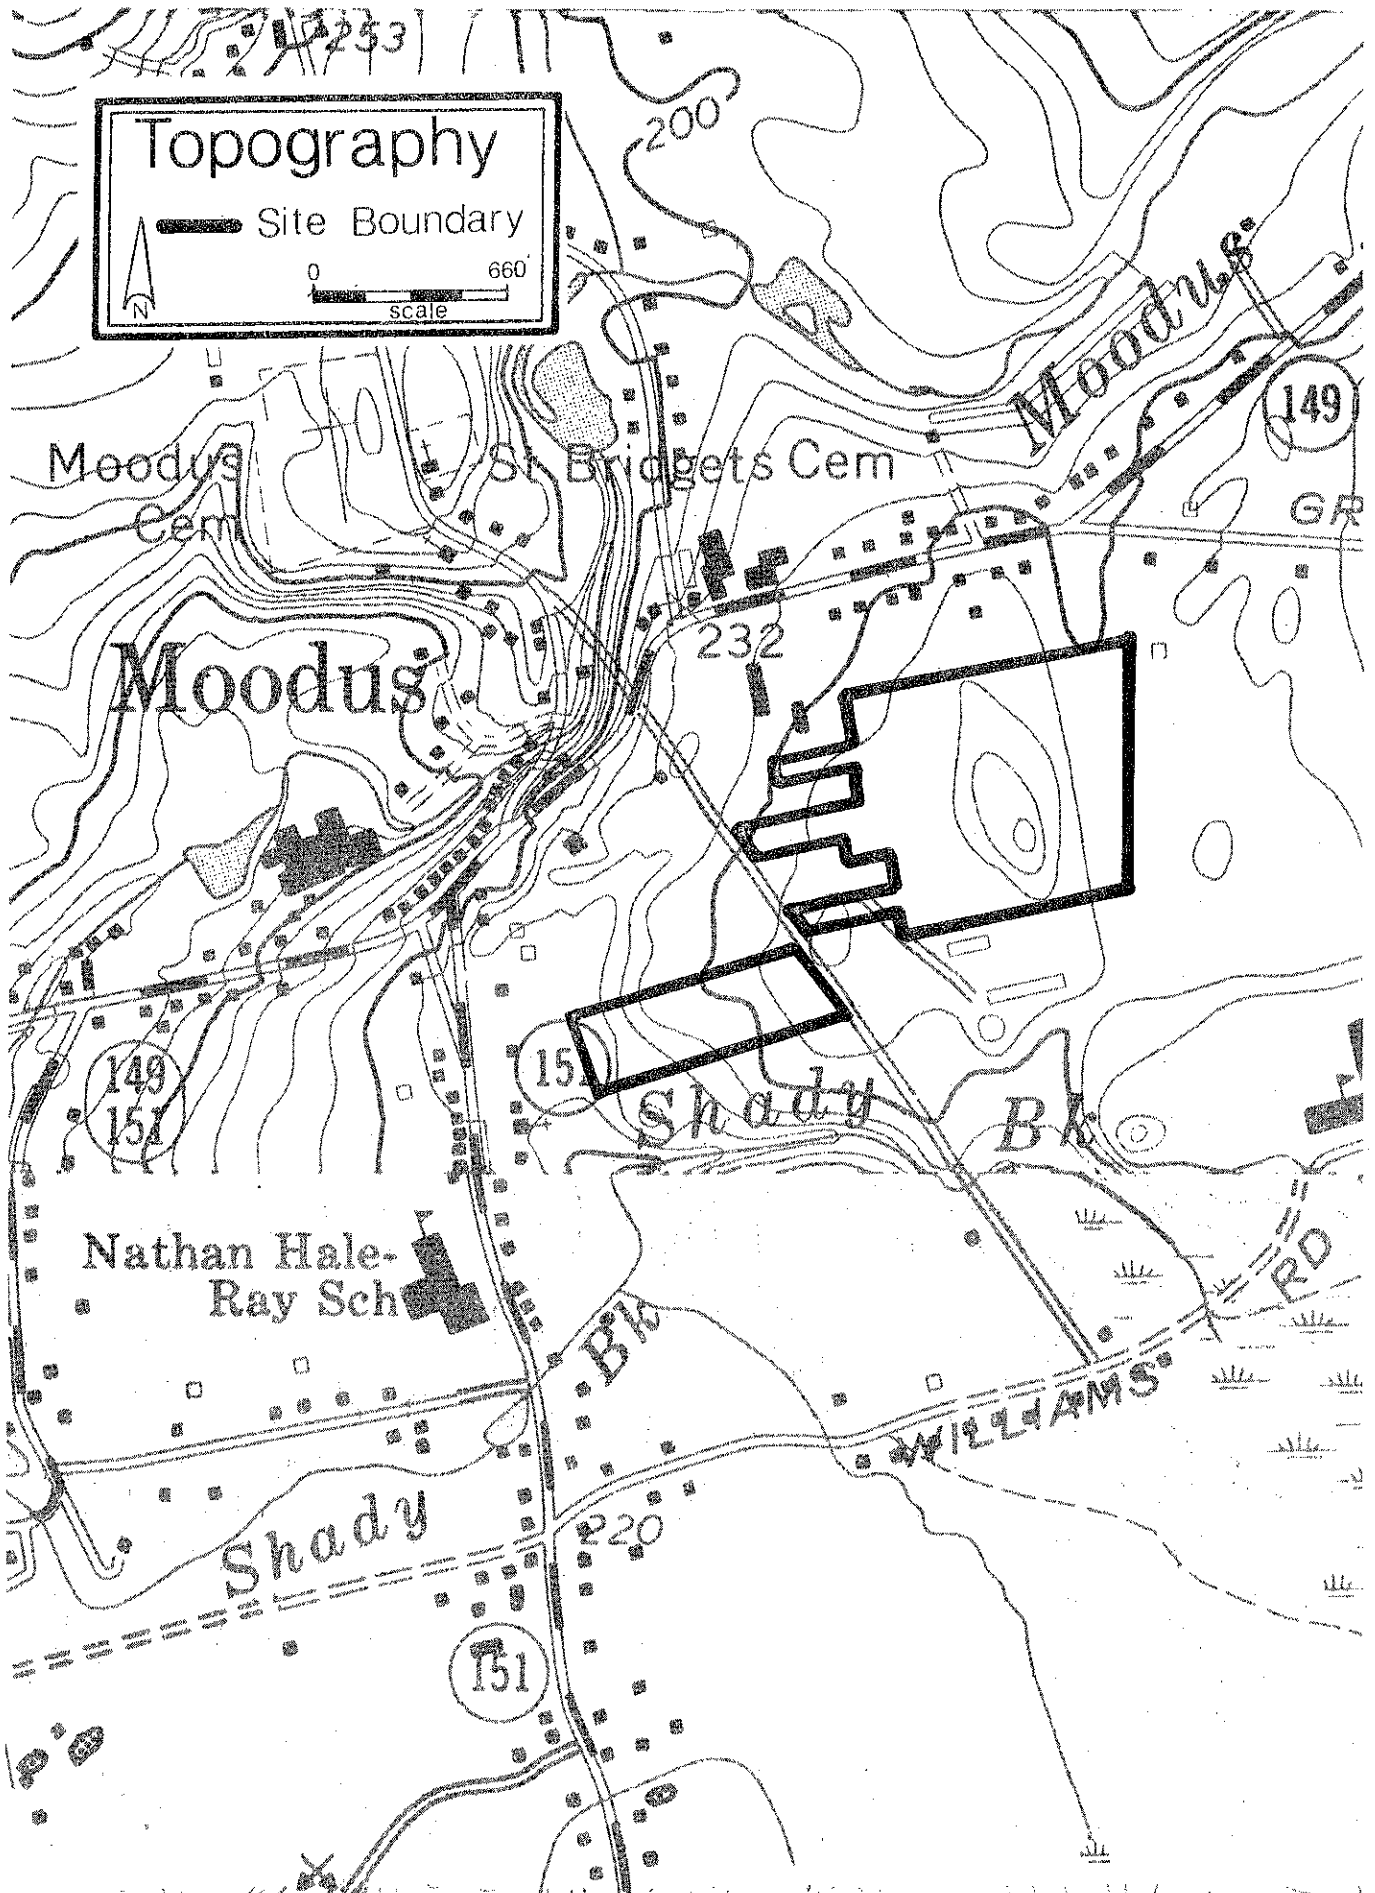 253
Topography
Site Boundary
0 660'
scale
N
200
Moodus
149
Moodus
Cem
St Bridgets Cem
GR
Moodus
232
149
151
151
Shady Bk
Nathan Hale-
Ray Sch
Bk
RD
WILLIAMS
Shady
220
151